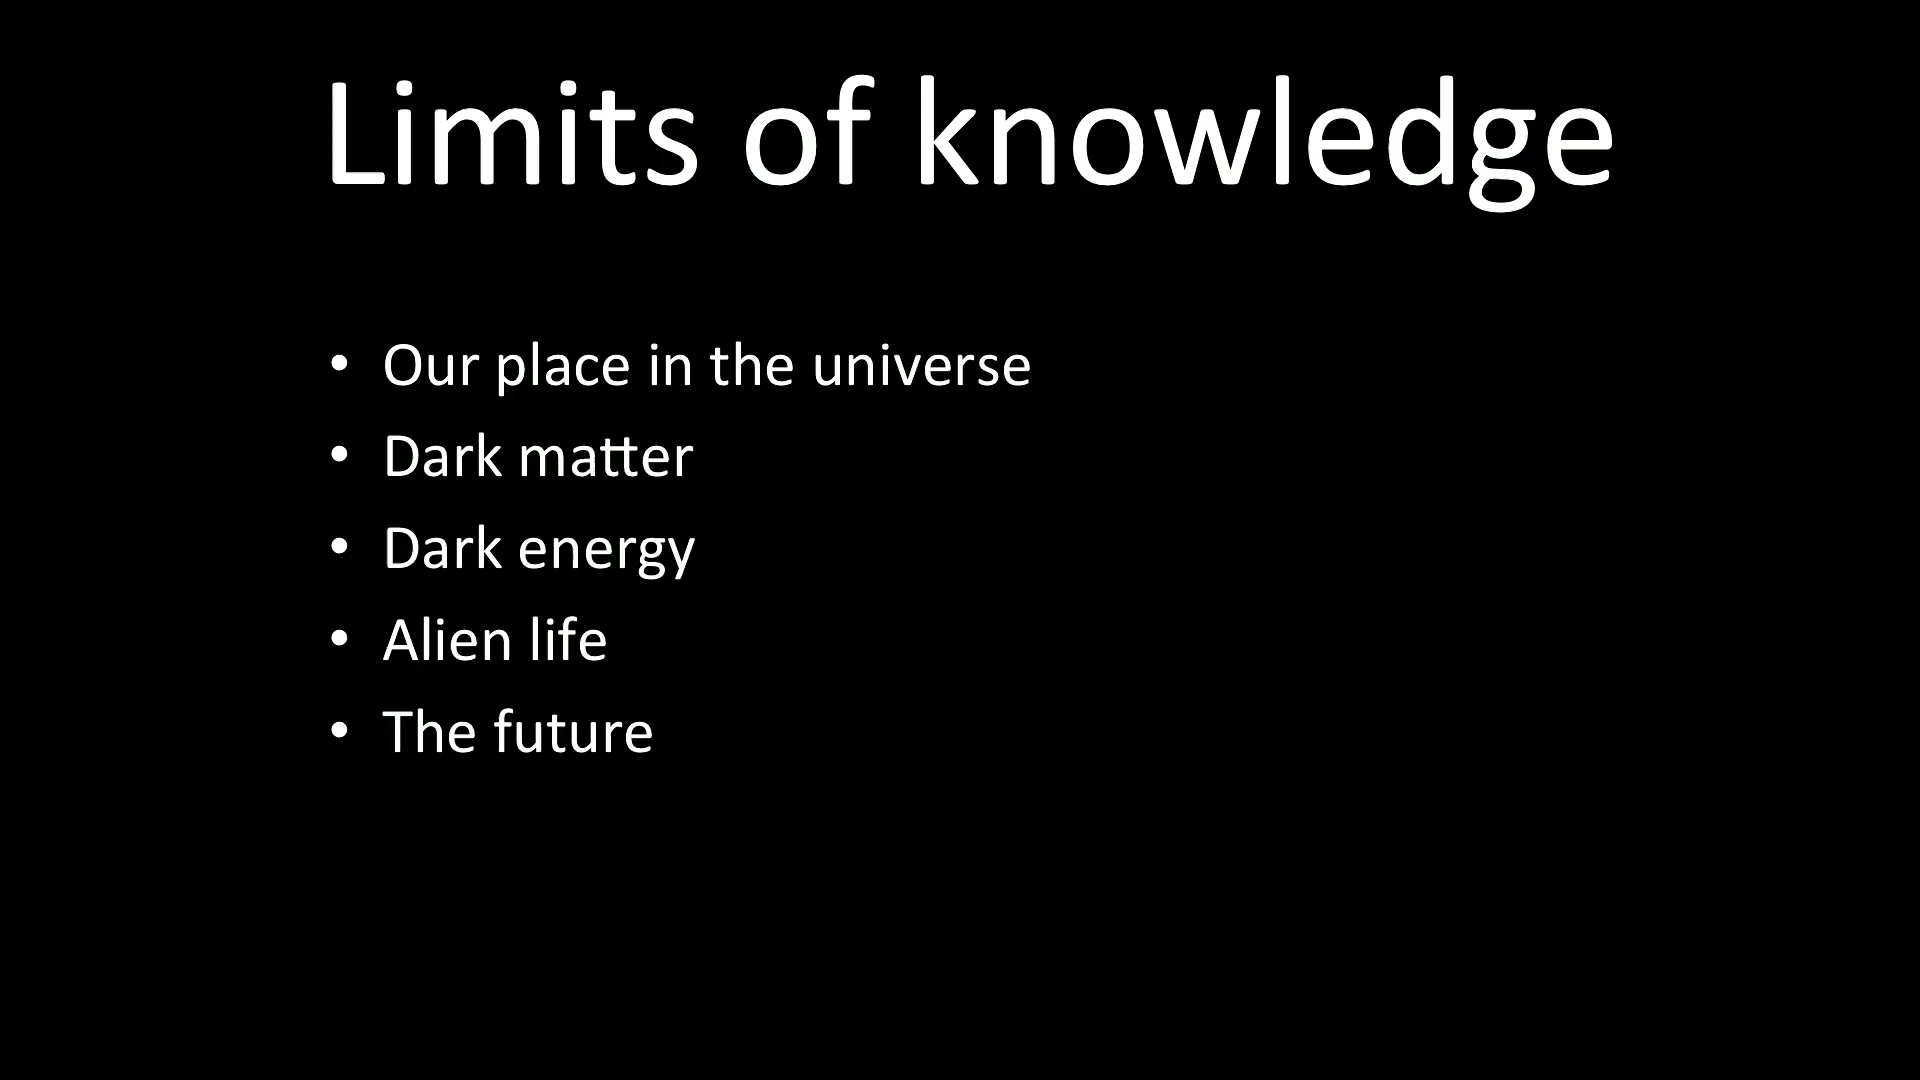 Limits of knowledge
• Our place in the universe
• Dark matter
• Dark energy
• Alien life
• The future